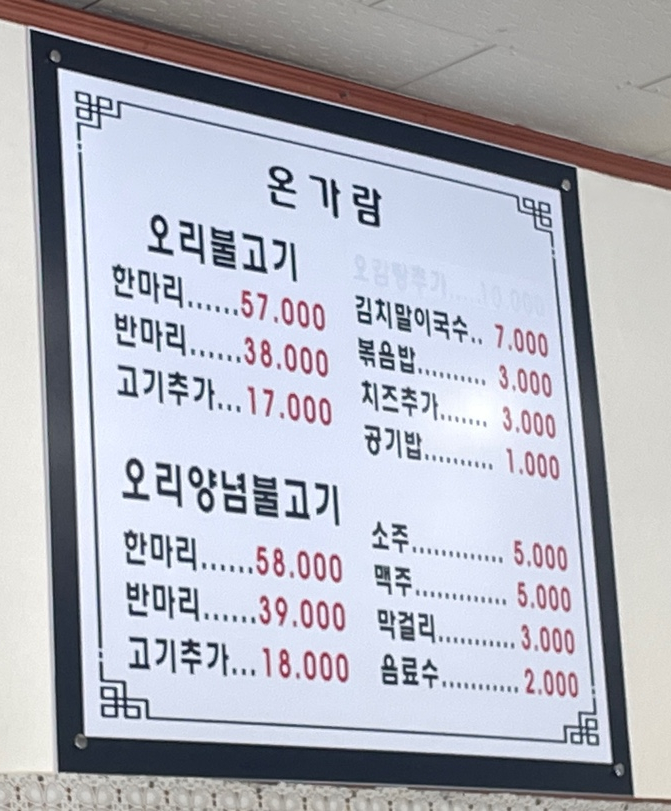 온가람
오리불고기
한마리......57.000
반마리......38.000
고기추가...17.000
오리양념불고기
한마리......58.000
반마리......39.000
고기추가...18.000
10.000
김치말이국수.. 7.000
볶음밥.......... 3.000
치즈추가....... 3.000
공기밥.......... 1.000
소주............. 5.000
맥주............. 5.000
막걸리........... 3.000
음료수........... 2.000